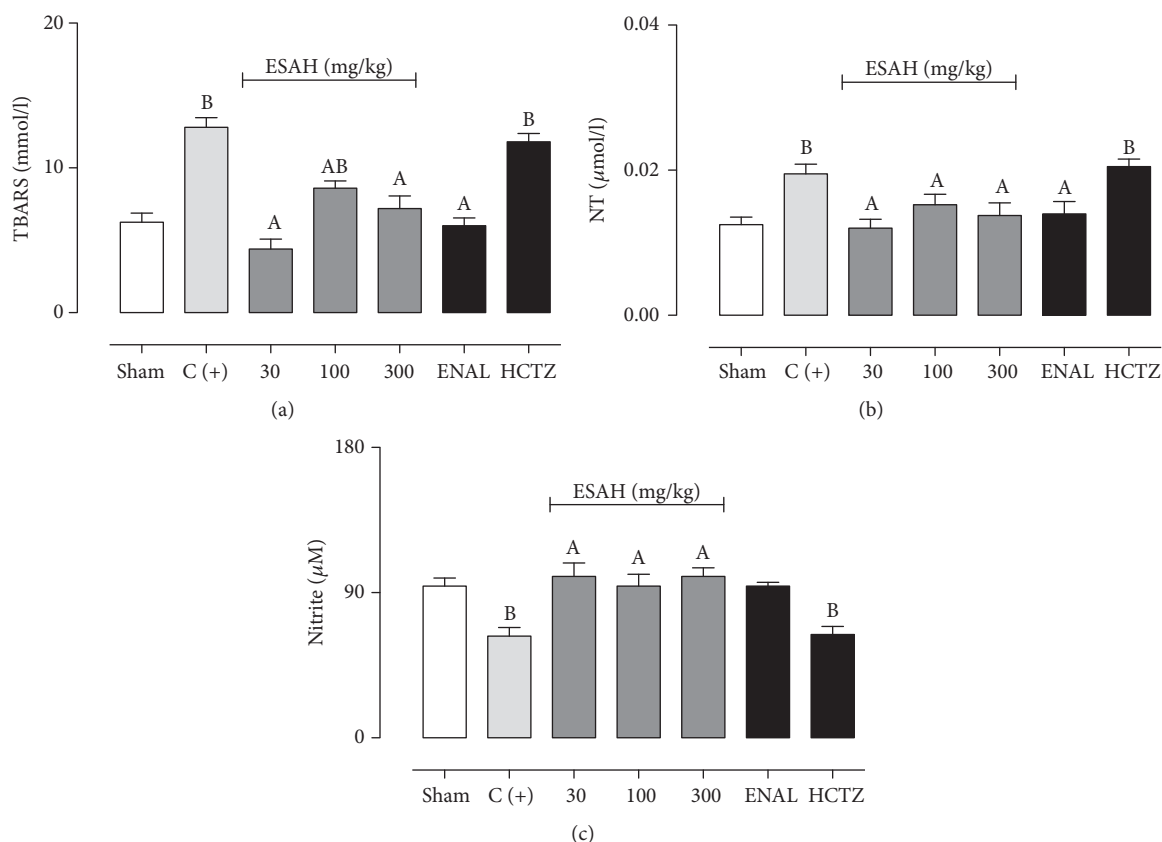 20
10
0
TBARS (mmol/l)
ESAH (mg/kg)
B
A
AB
A
A
B
Sham C (+) 30 100 300 ENAL HCTZ
(a)
0.04
0.02
0.00
NT (μmol/l)
ESAH (mg/kg)
B
A
A
A
A
B
Sham C (+) 30 100 300 ENAL HCTZ
(b)
180
90
0
Nitrite (μM)
ESAH (mg/kg)
B
A
A
A
B
Sham C (+) 30 100 300 ENAL HCTZ
(c)